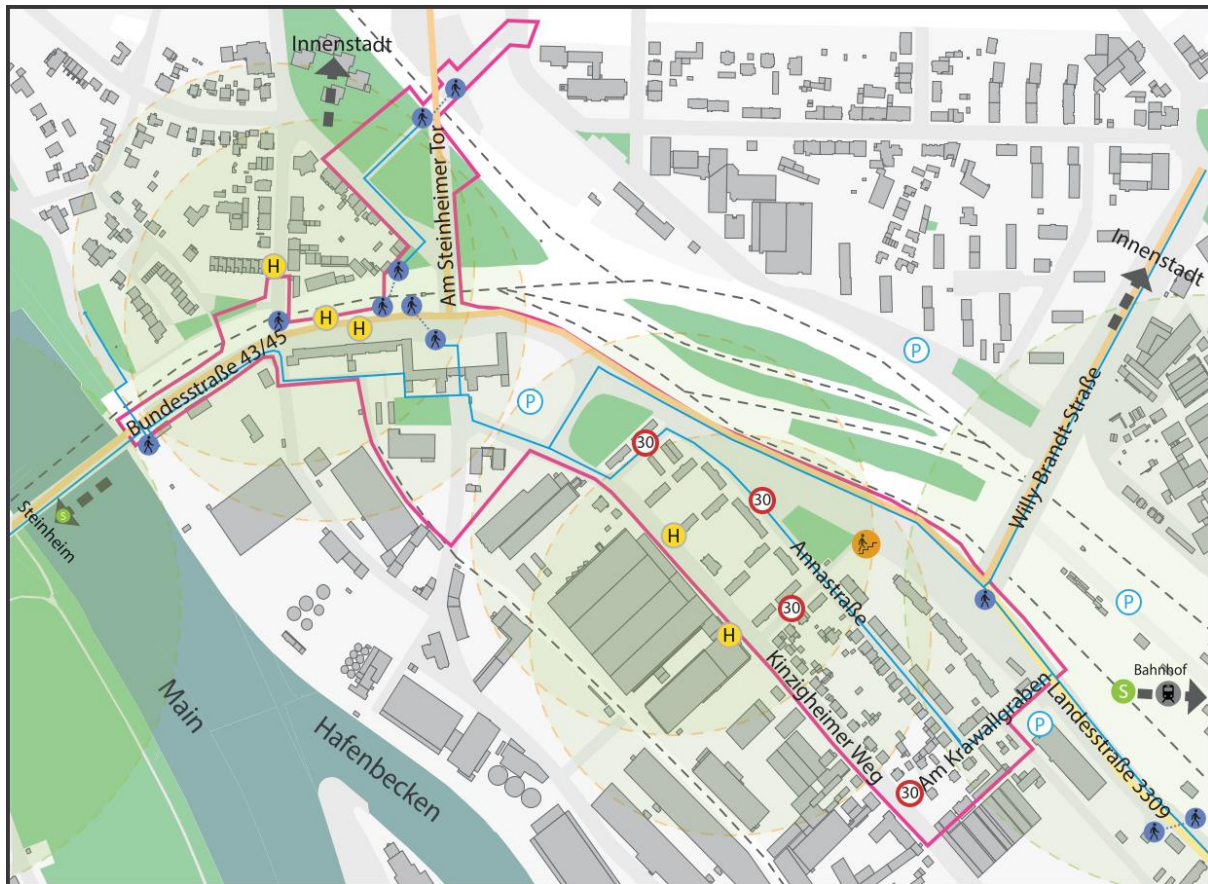 Innenstadt
Am Steinheimer Tor
Innenstadt
H
H
H
Bundesstraße 43/45
P
P
Willy-Brandt-Straße
Steinheim
S
30
30
H
Annastraße
30
H
P
Kinzigheimer Weg
Bahnhof
S
Main
Hafenbecken
Am Krawallgraben
P
Landesstraße 3309
30